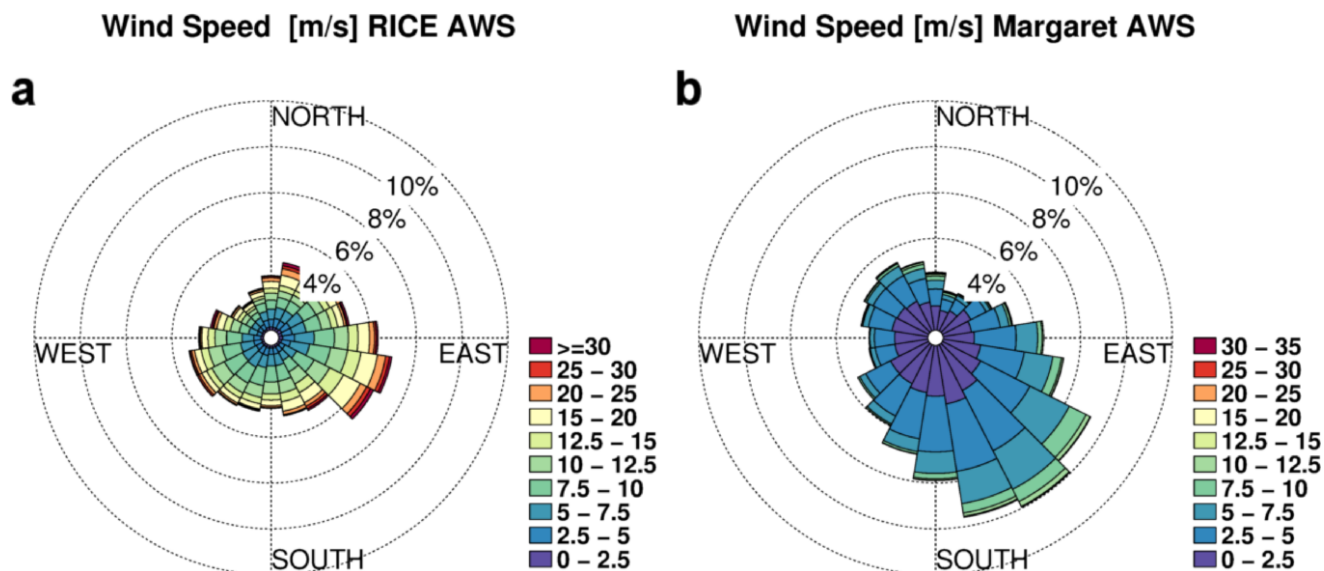 Wind Speed [m/s] RICE AWS
a
NORTH
10%
8%
6%
4%
WEST
EAST
SOUTH
>=30
25 – 30
20 – 25
15 – 20
12.5 – 15
10 – 12.5
7.5 – 10
5 – 7.5
2.5 – 5
0 – 2.5
Wind Speed [m/s] Margaret AWS
b
NORTH
10%
8%
6%
4%
WEST
EAST
SOUTH
30 – 35
25 – 30
20 – 25
15 – 20
12.5 – 15
10 – 12.5
7.5 – 10
5 – 7.5
2.5 – 5
0 – 2.5